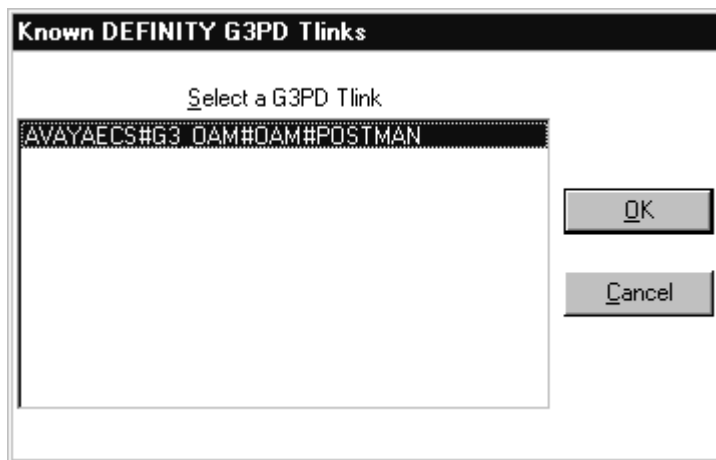 Known DEFINITY G3PD Tlinks
Select a G3PD Tlink
AVAYAECS#G3_OAM#OAM#POSTMAN
OK
Cancel